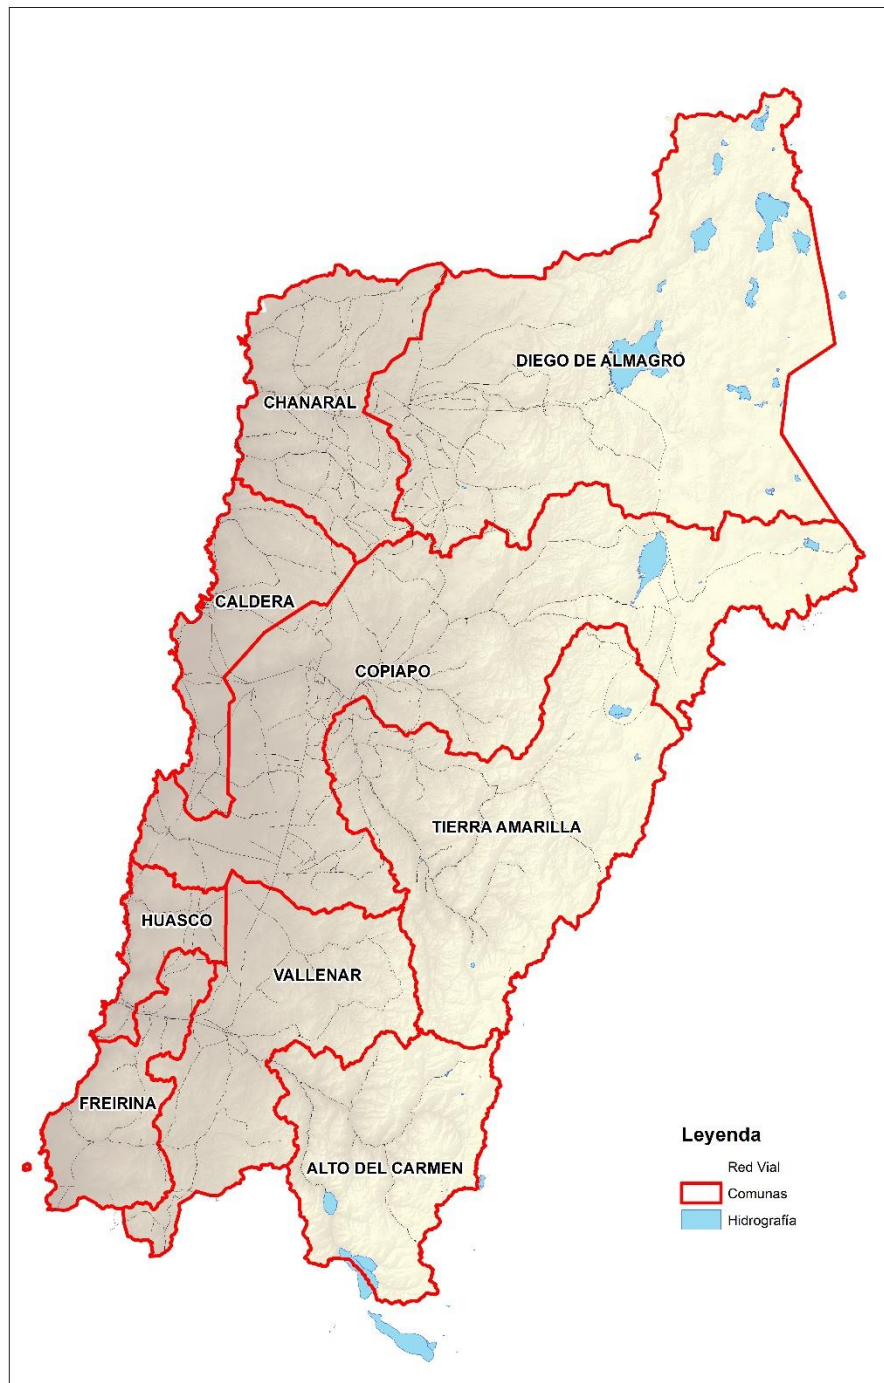 DIEGO DE ALMAGRO
CHANARAL
CALDERA
COPIAPO
TIERRA AMARILLA
HUASCO
VALLENAR
FREIRINA
ALTO DEL CARMEN
Leyenda
Red Vial
Comunas
Hidrografía